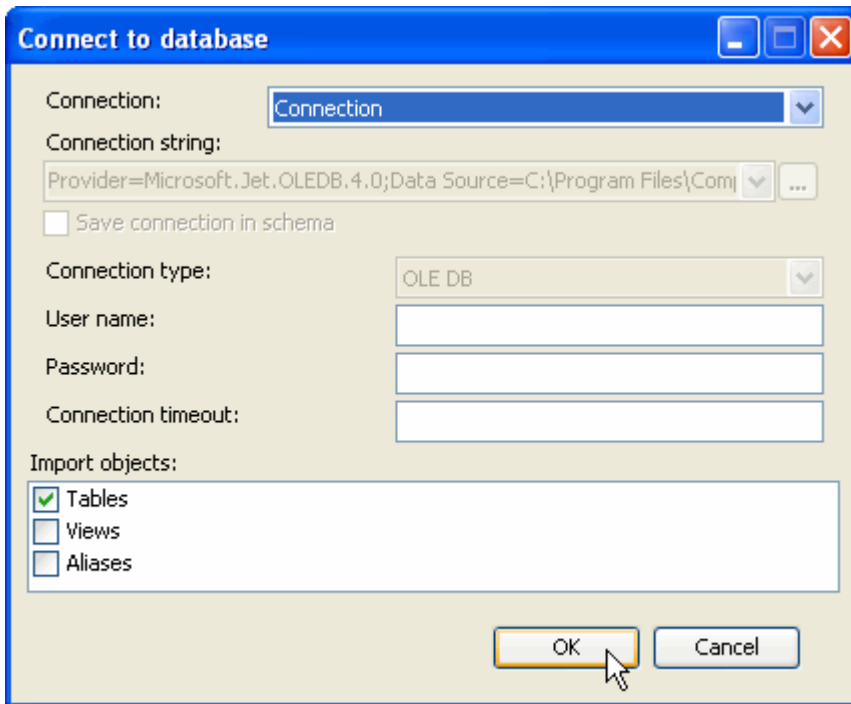 Connect to database
Connection: Connection
Connection string:
Provider=Microsoft.Jet.OLEDB.4.0;Data Source=C:\Program Files\Comp ...
Save connection in schema
Connection type: OLE DB
User name:
Password:
Connection timeout:
Import objects:
Tables
Views
Aliases
OK Cancel